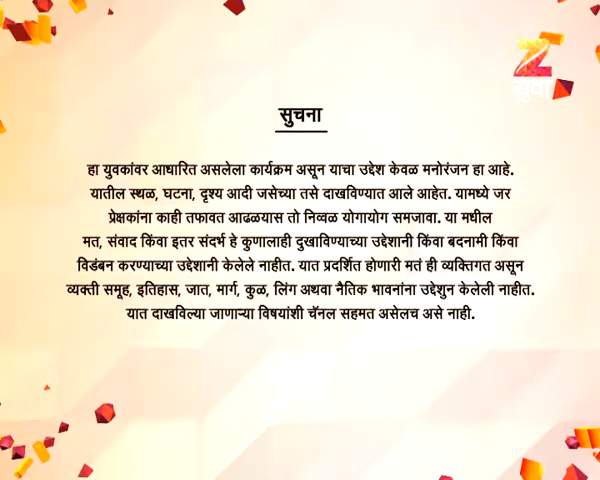 Z
युवा
सुचना
हा युवकांवर आधारित असलेला कार्यक्रम असून याचा उद्देश केवळ मनोरंजन हा आहे.
यातील स्थळ, घटना, दृश्य आदी जसेच्या तसे दाखविण्यात आले आहेत. यामध्ये जर
प्रेक्षकांना काही तफावत आढळयास तो निव्वळ योगायोग समजावा. या मधील
मत, संवाद किंवा इतर संदर्भ हे कुणालाही दुखाविण्याच्या उद्देशानी किंवा बदनामी किंवा
विडंबन करण्याच्या उद्देशानी केलेले नाहीत. यात प्रदर्शित होणारी मतं ही व्यक्तिगत असून
व्यक्ती समूह, इतिहास, जात, मार्ग, कुळ, लिंग अथवा नैतिक भावनांना उद्देशुन केलेली नाहीत.
यात दाखविल्या जाणाऱ्या विषयांशी चॅनल सहमत असेलच असे नाही.